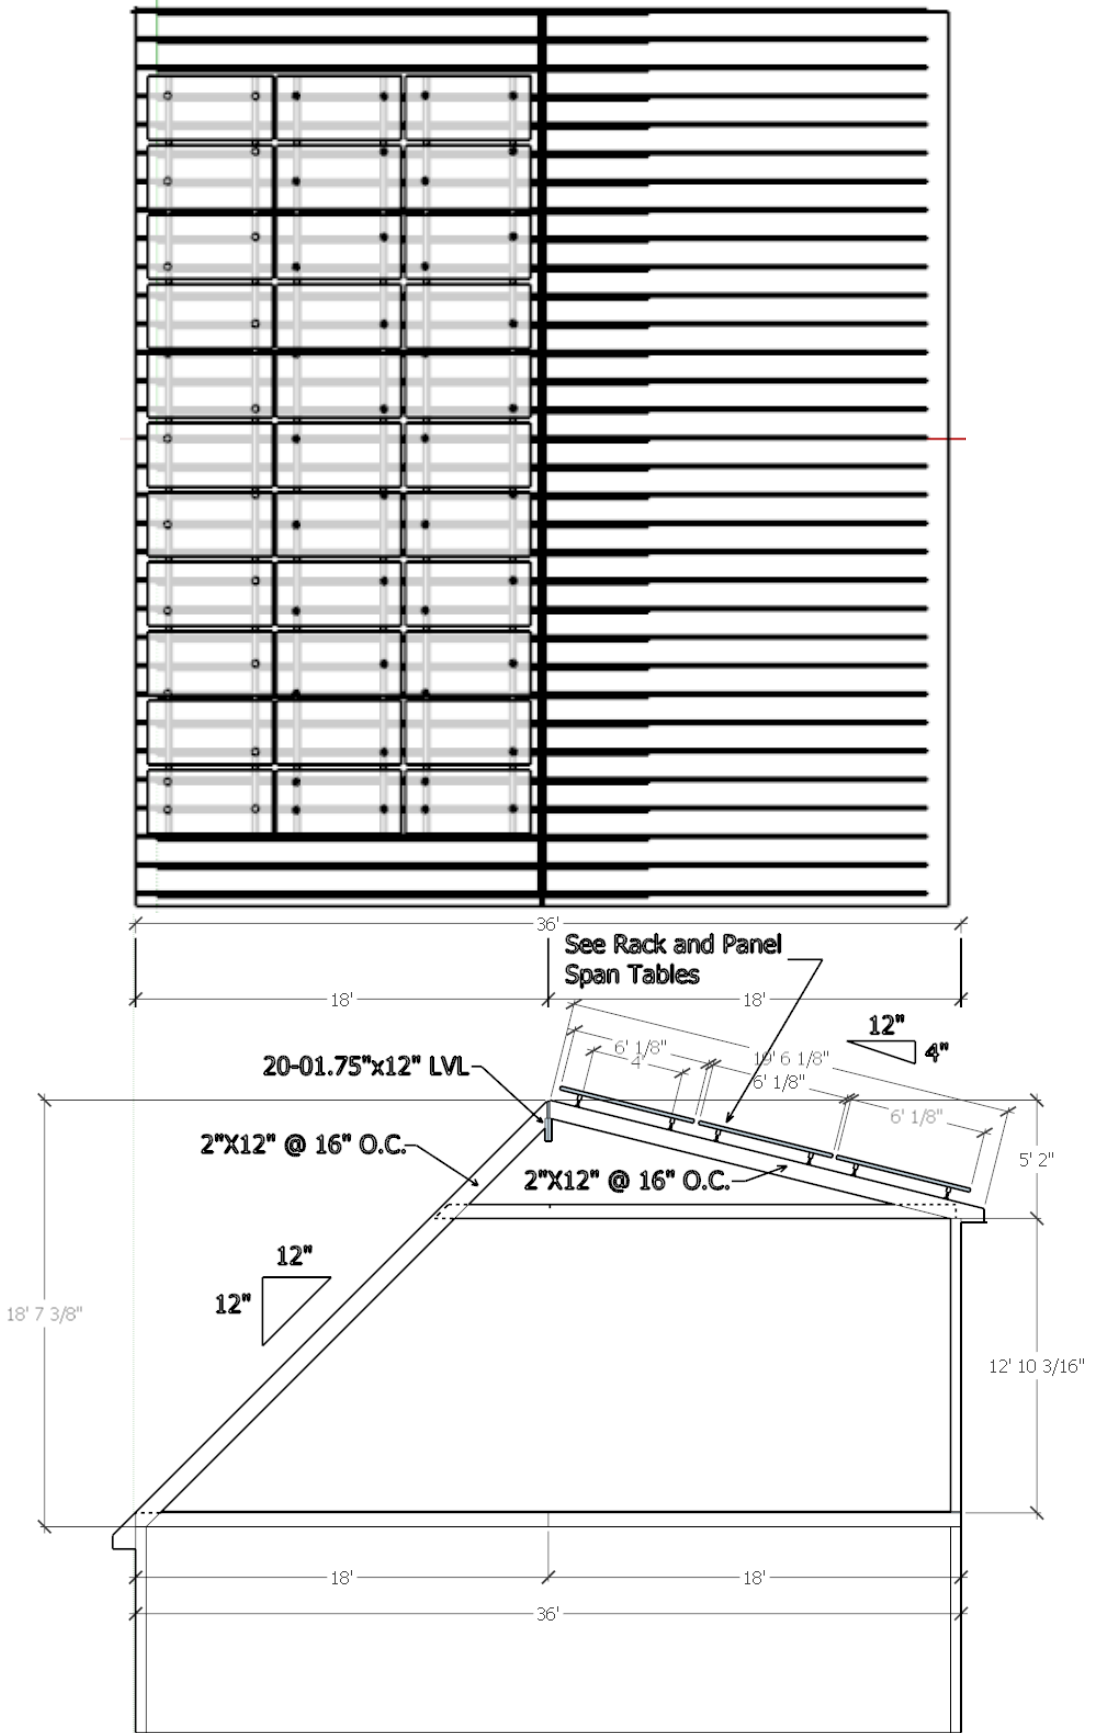 36'
See Rack and Panel
Span Tables
18'
18'
12"
4"
6' 1/8"
4'
19' 6 1/8"
6' 1/8"
6' 1/8"
20-01.75"x12" LVL
2"X12" @ 16" O.C.
2"X12" @ 16" O.C.
5' 2"
12"
12"
18' 7 3/8"
12' 10 3/16"
18'
18'
36'